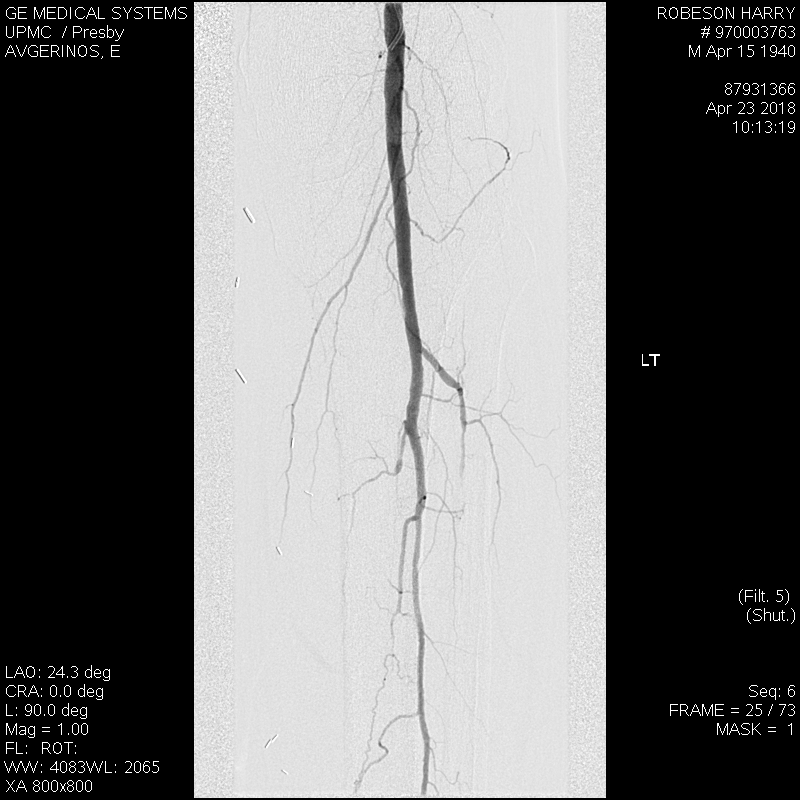 GE MEDICAL SYSTEMS
UPMC / Presby
AVGERINOS, E
ROBESON HARRY
# 970003763
M Apr 15 1940
87931366
Apr 23 2018
10:13:19
LT
(Filt. 5)
(Shut.)
LAO: 24.3 deg
CRA: 0.0 deg
L: 90.0 deg
Mag = 1.00
FL: ROT:
WW: 4083WL: 2065
XA 800x800
Seq: 6
FRAME = 25 / 73
MASK = 1